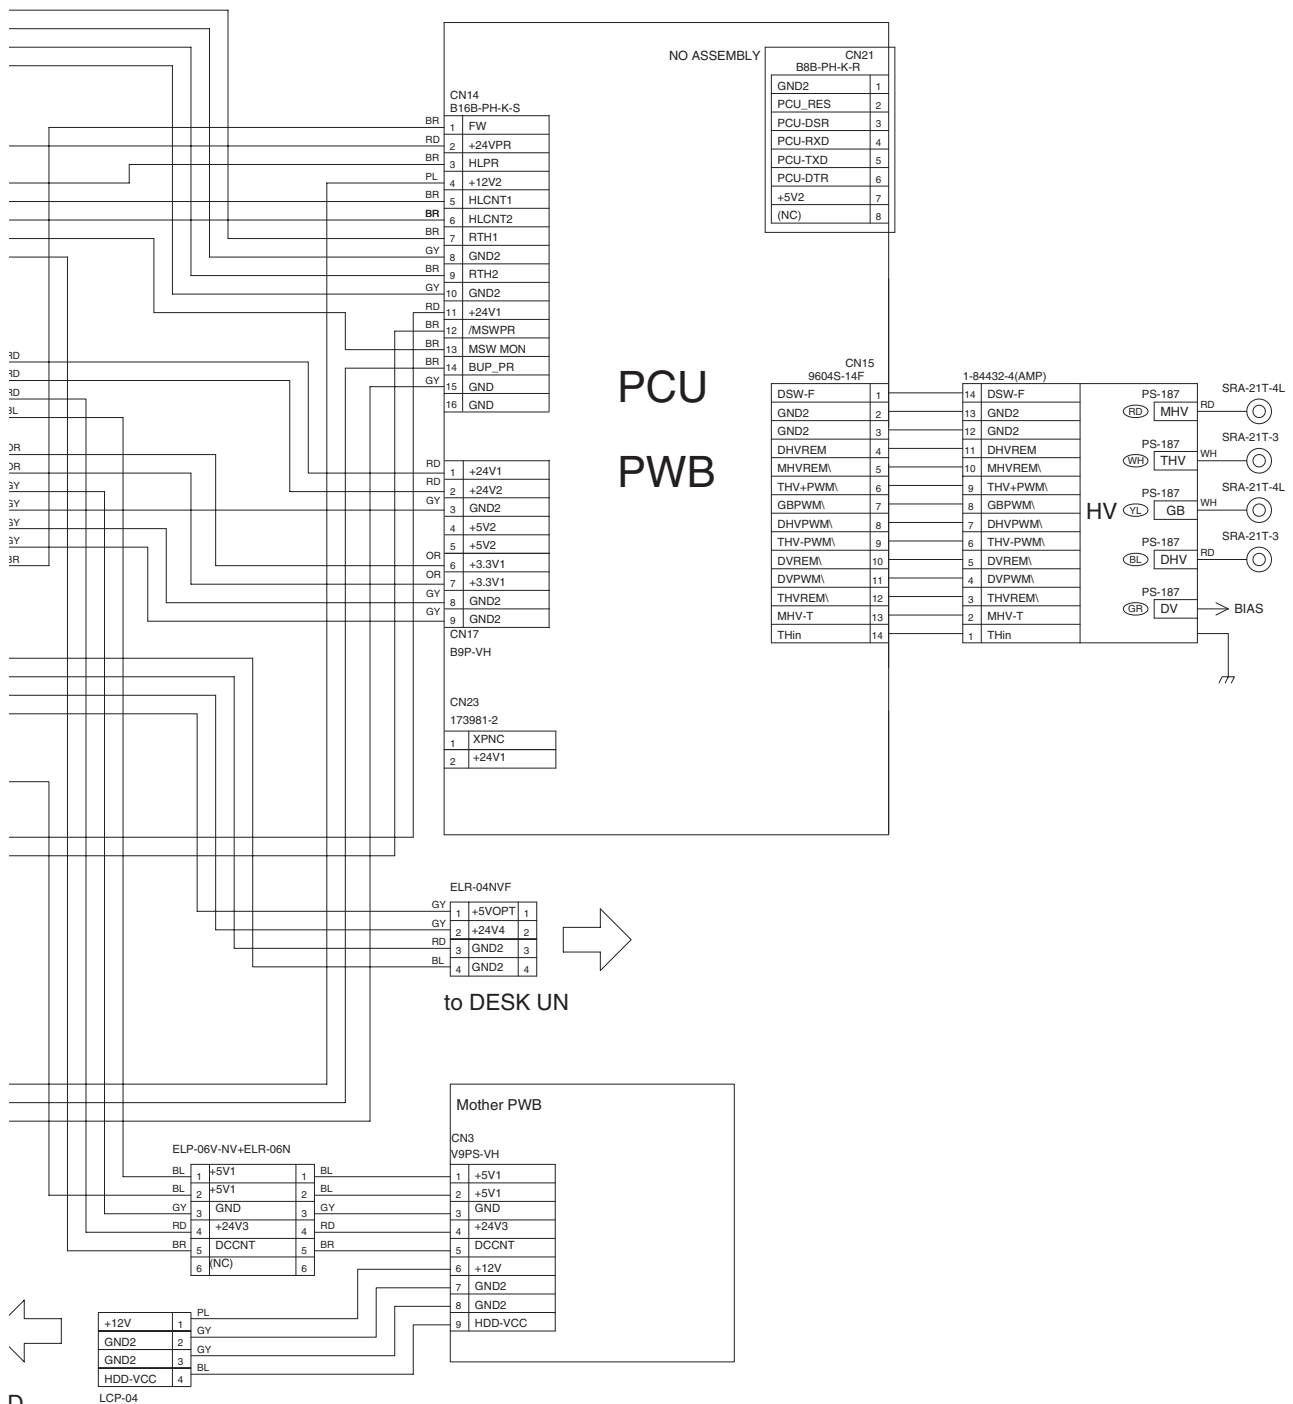 NO ASSEMBLY
CN21
B8B-PH-K-R
GND2 1
PCU_RES 2
PCU-DSR 3
PCU-RXD 4
PCU-TXD 5
PCU-DTR 6
+5V2 7
(NC) 8
CN14
B16B-PH-K-S
BR 1 FW
RD 2 +24VPR
BR 3 HLPR
PL 4 +12V2
BR 5 HLCNT1
BR 6 HLCNT2
BR 7 RTH1
GY 8 GND2
BR 9 RTH2
GY 10 GND2
RD 11 +24V1
BR 12 /MSWPR
BR 13 MSW MON
BR 14 BUP_PR
GY 15 GND
16 GND
PCU
PWB
RD
RD
RD
BL
OR
OR
GY
GY
GY
BR
RD 1 +24V1
RD 2 +24V2
GY 3 GND2
4 +5V2
5 +5V2
OR 6 +3.3V1
OR 7 +3.3V1
GY 8 GND2
GY 9 GND2
CN17
B9P-VH
CN23
173981-2
1 XPNC
2 +24V1
CN15
9604S-14F
1-84432-4(AMP)
DSW-F 1 14 DSW-F
GND2 2 13 GND2
GND2 3 12 GND2
DHVREM 4 11 DHVREM
MHVREM\ 5 10 MHVREM\
THV+PWM\ 6 9 THV+PWM\
GBPWM\ 7 8 GBPWM\
DHVPWM\ 8 7 DHVPWM\
THV-PWM\ 9 6 THV-PWM\
DVREM\ 10 5 DVREM\
DVPWM\ 11 4 DVPWM\
THVREM\ 12 3 THVREM\
MHV-T 13 2 MHV-T
THin 14 1 THin
HV
PS-187 SRA-21T-4L
RD MHV RD
PS-187 SRA-21T-3
WH THV WH
PS-187 SRA-21T-4L
YL GB WH
PS-187 SRA-21T-3
BL DHV RD
PS-187
GR DV BIAS
ELR-04NVF
GY 1 +5VOPT 1
GY 2 +24V4 2
RD 3 GND2 3
BL 4 GND2 4
to DESK UN
Mother PWB
CN3
V9PS-VH
ELP-06V-NV+ELR-06N
BL 1 +5V1 1 BL 1 +5V1
BL 2 +5V1 2 BL 2 +5V1
GY 3 GND 3 GY 3 GND
RD 4 +24V3 4 RD 4 +24V3
BR 5 DCCNT 5 BR 5 DCCNT
6 (NC) 6
6 +12V
7 GND2
8 GND2
9 HDD-VCC
+12V 1 PL
GND2 2 GY
GND2 3 GY
HDD-VCC 4 BL
LCP-04
D